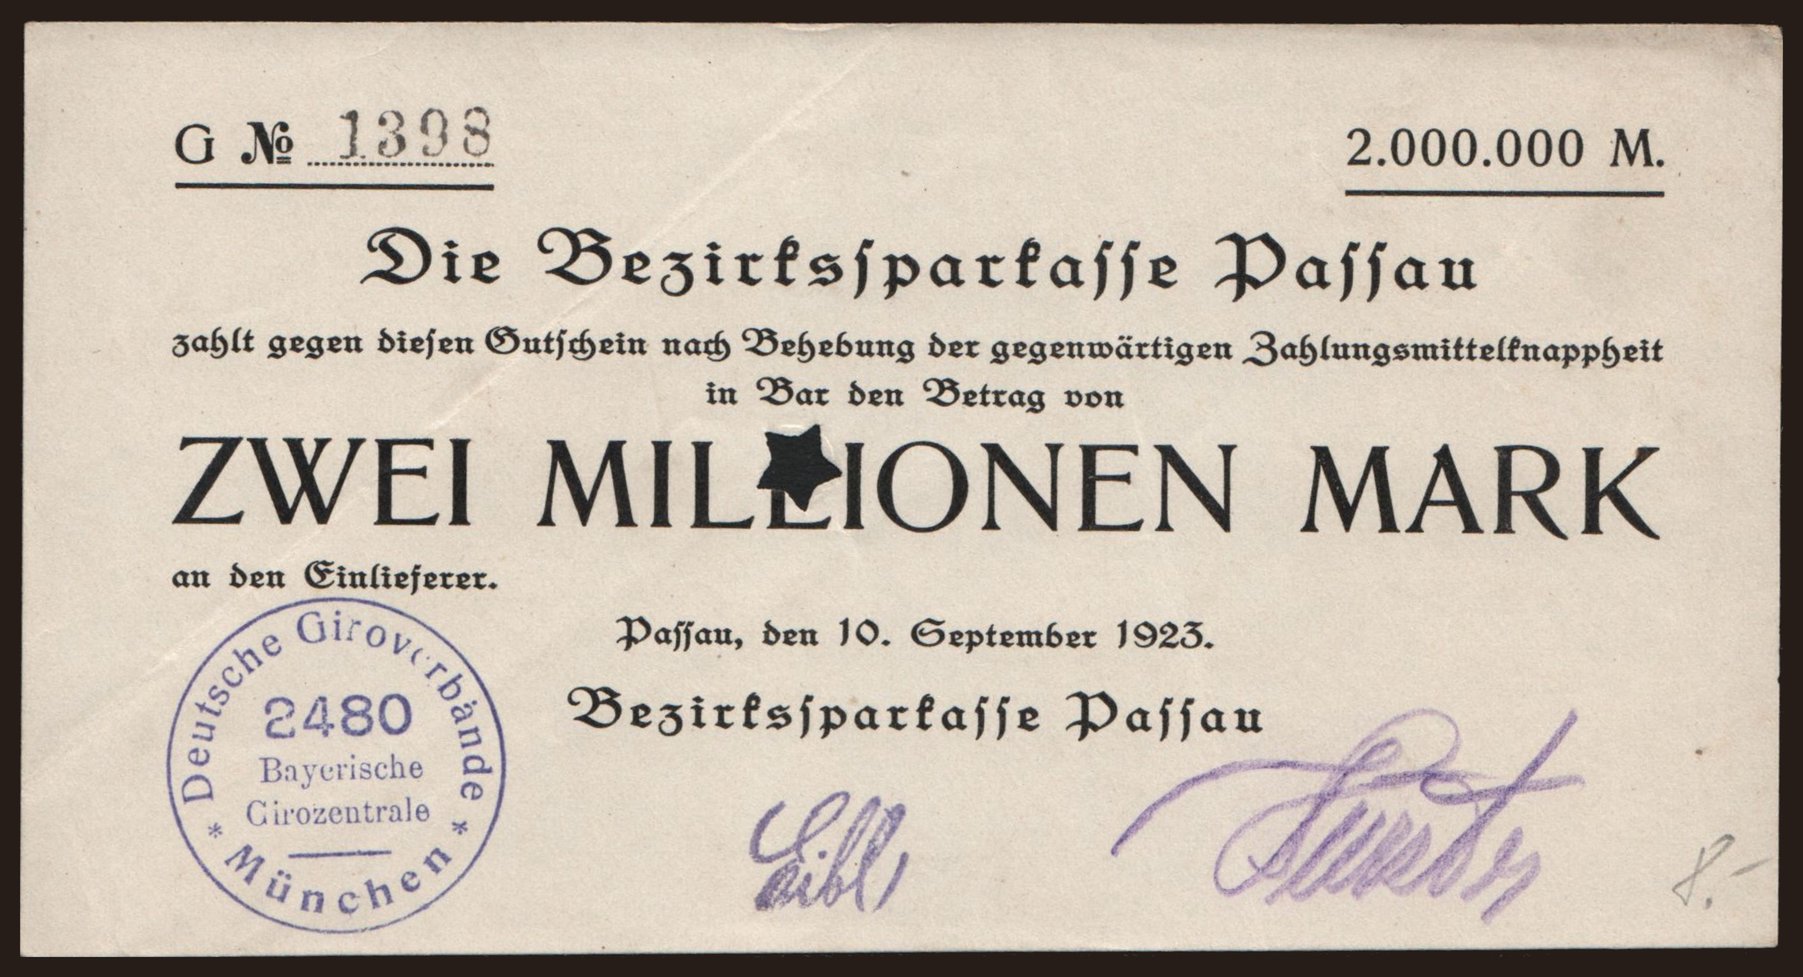 G № 1398
2.000.000 M.
Die Bezirkssparkasse Passau
zahlt gegen diesen Gutschein nach Behebung der gegenwärtigen Zahlungsmittelknappheit
in Bar den Betrag von
ZWEI MILLIONEN MARK
an den Einlieferer.
Passau, den 10. September 1923.
Bezirkssparkasse Passau
Deutsche Giroverbände
2480
Bayerische
Girozentrale
* München *
8.-